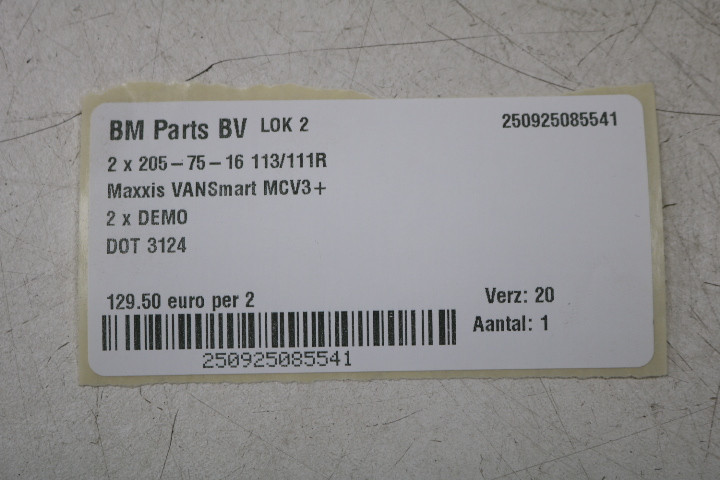 BM Parts BV LOK 2 250925085541
2 x 205-75-16 113/111R
Maxxis VANSmart MCV3+
2 x DEMO
DOT 3124
129.50 euro per 2 Verz: 20
Aantal: 1
250925085541